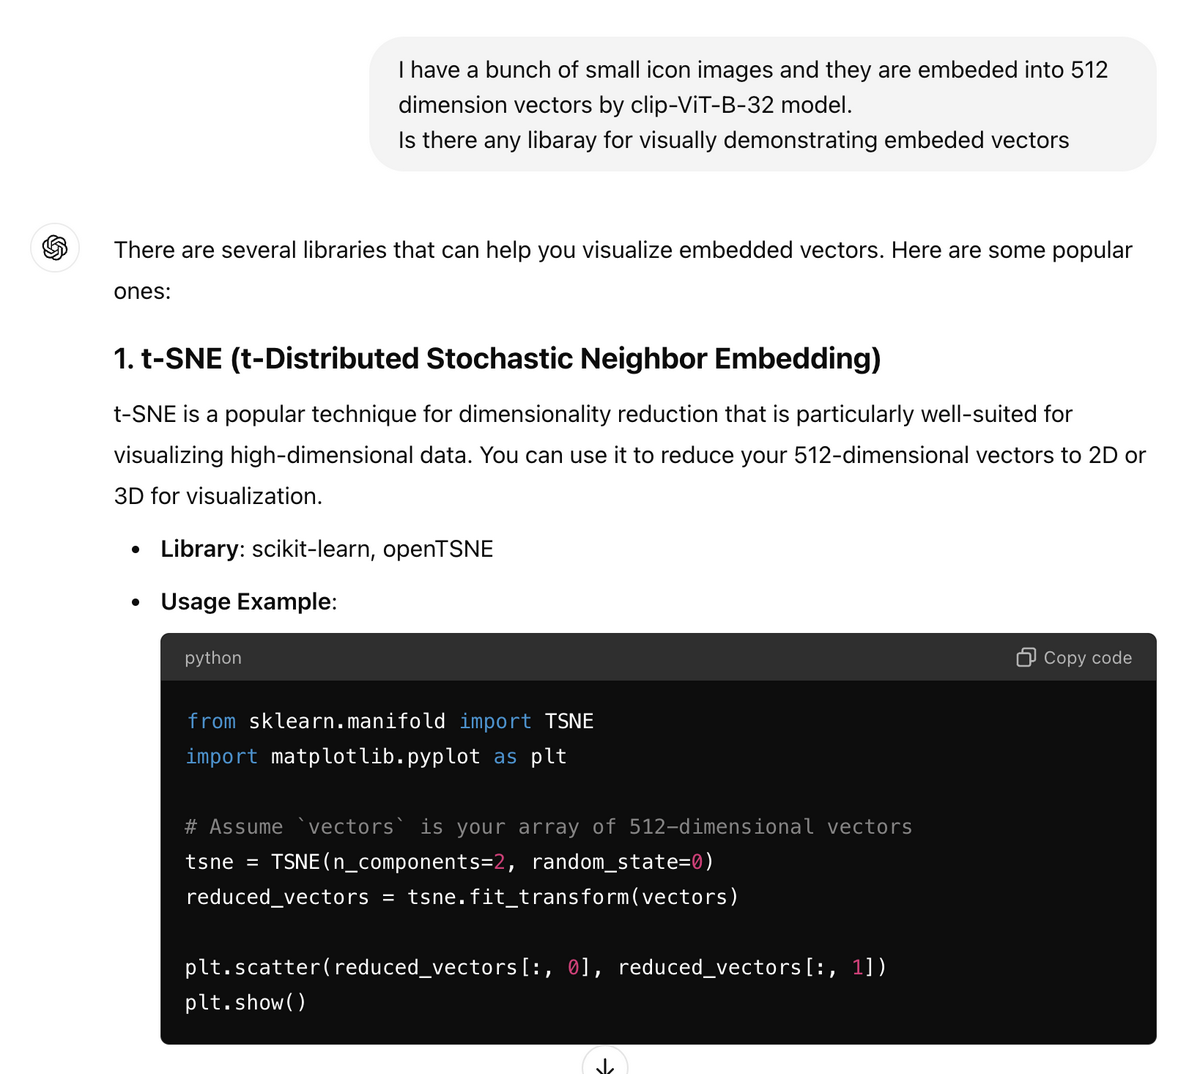 I have a bunch of small icon images and they are embeded into 512
dimension vectors by clip-ViT-B-32 model.
Is there any libaray for visually demonstrating embeded vectors
There are several libraries that can help you visualize embedded vectors. Here are some popular
ones:
1. t-SNE (t-Distributed Stochastic Neighbor Embedding)
t-SNE is a popular technique for dimensionality reduction that is particularly well-suited for
visualizing high-dimensional data. You can use it to reduce your 512-dimensional vectors to 2D or
3D for visualization.
• Library: scikit-learn, openTSNE
• Usage Example:
python Copy code
from sklearn.manifold import TSNE
import matplotlib.pyplot as plt
# Assume `vectors` is your array of 512-dimensional vectors
tsne = TSNE(n_components=2, random_state=0)
reduced_vectors = tsne.fit_transform(vectors)
plt.scatter(reduced_vectors[:, 0], reduced_vectors[:, 1])
plt.show()